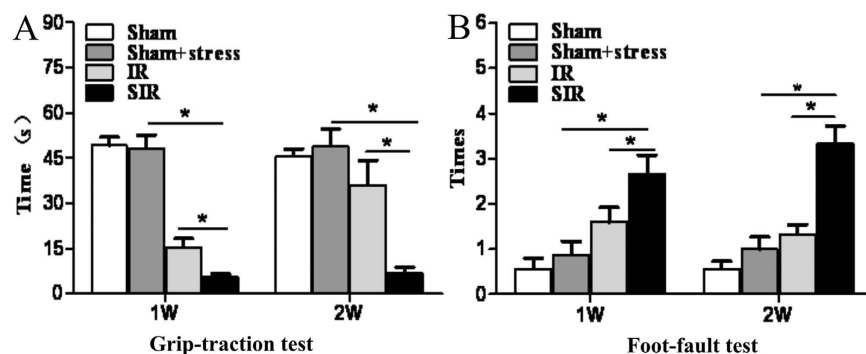 A
Sham
Sham+stress
IR
SIR
90
75
60
45
30
15
0
Time (s)
*
*
*
*
1W
2W
Grip-traction test
B
Sham
Sham+stress
IR
SIR
6
5
4
3
2
1
0
Times
*
*
*
*
1W
2W
Foot-fault test